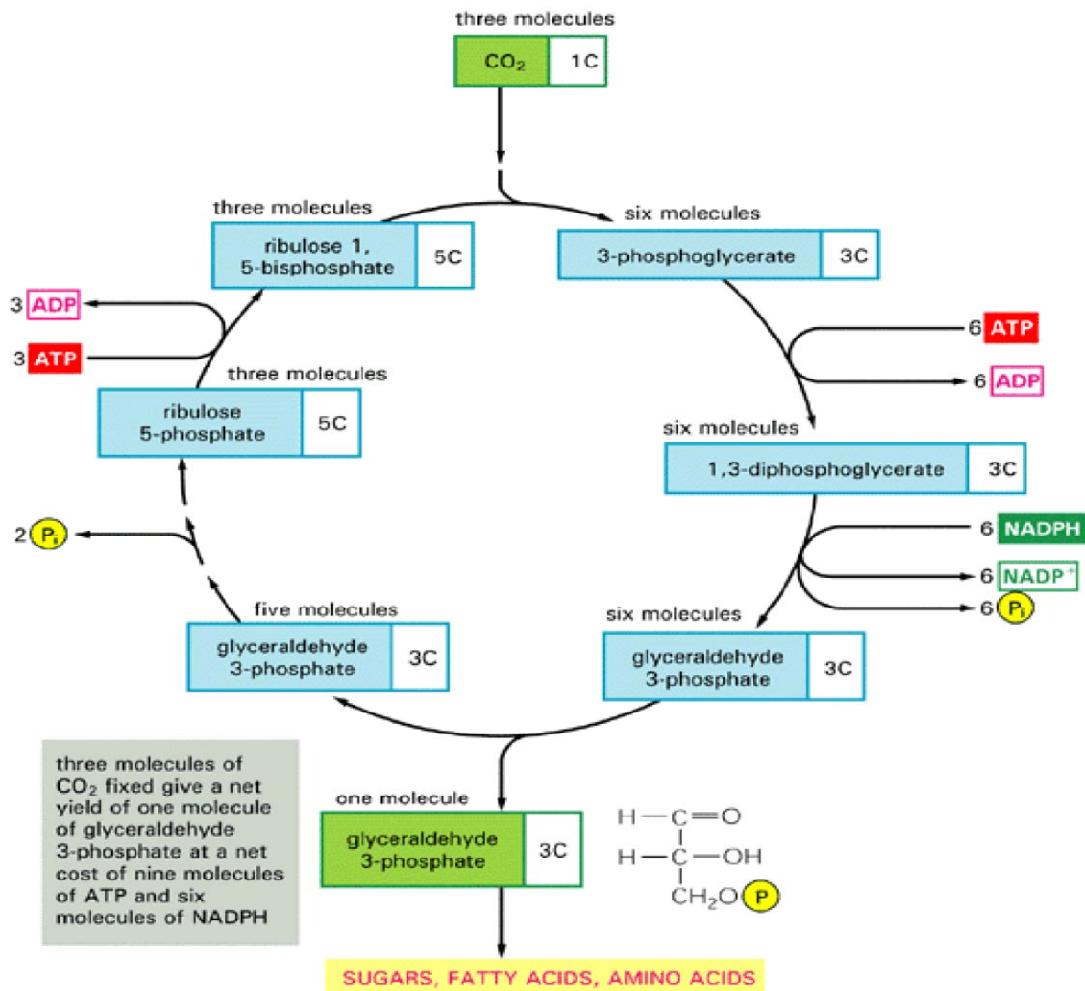 three molecules
CO₂ 1C
three molecules
ribulose 1,
5-bisphosphate
5C
six molecules
3-phosphoglycerate 3C
3 ADP
3 ATP
6 ATP
6 ADP
three molecules
ribulose
5-phosphate
5C
six molecules
1,3-diphosphoglycerate 3C
2 Pi
6 NADPH
6 NADP⁺
6 Pi
five molecules
glyceraldehyde
3-phosphate
3C
six molecules
glyceraldehyde
3-phosphate
3C
three molecules of
CO₂ fixed give a net
yield of one molecule
of glyceraldehyde
3-phosphate at a net
cost of nine molecules
of ATP and six
molecules of NADPH
one molecule
glyceraldehyde
3-phosphate
3C
H—C=O
H—C—OH
CH₂O P
SUGARS, FATTY ACIDS, AMINO ACIDS